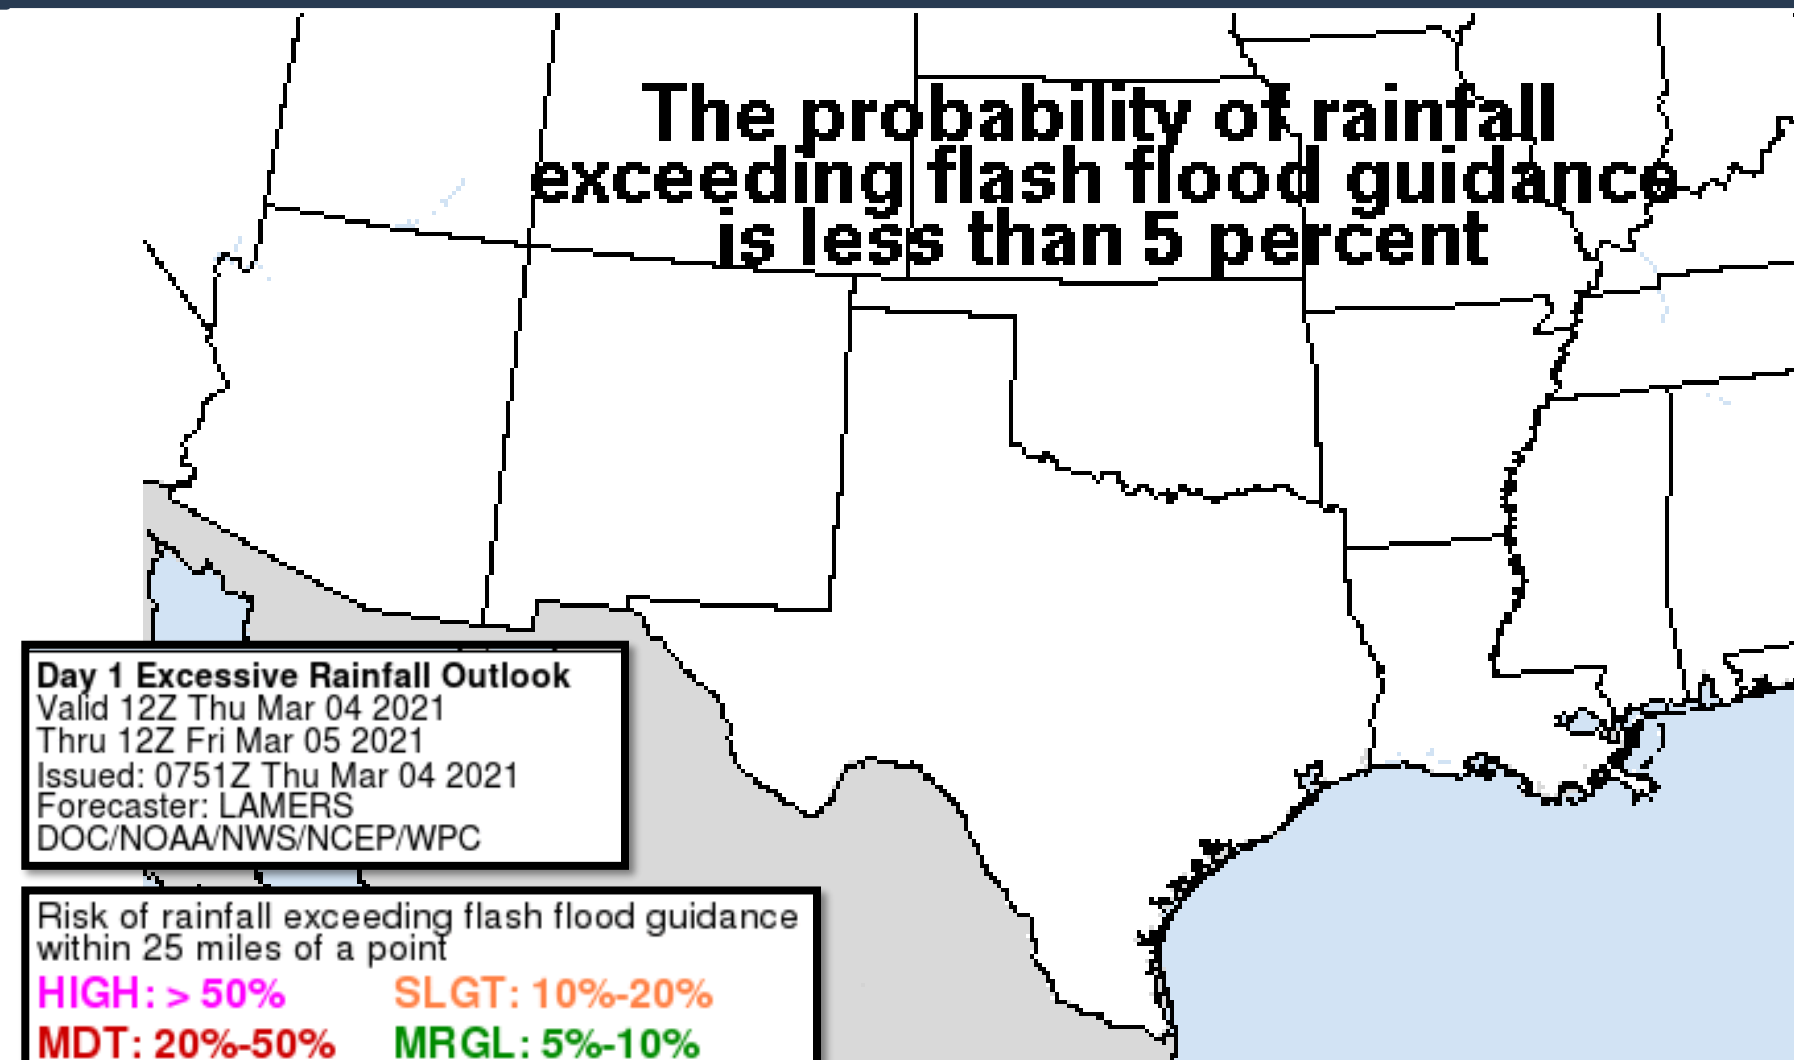 The probability of rainfall
exceeding flash flood guidance
is less than 5 percent
Day 1 Excessive Rainfall Outlook
Valid 12Z Thu Mar 04 2021
Thru 12Z Fri Mar 05 2021
Issued: 0751Z Thu Mar 04 2021
Forecaster: LAMERS
DOC/NOAA/NWS/NCEP/WPC
Risk of rainfall exceeding flash flood guidance
within 25 miles of a point
HIGH: > 50% SLGT: 10%-20%
MDT: 20%-50% MRGL: 5%-10%